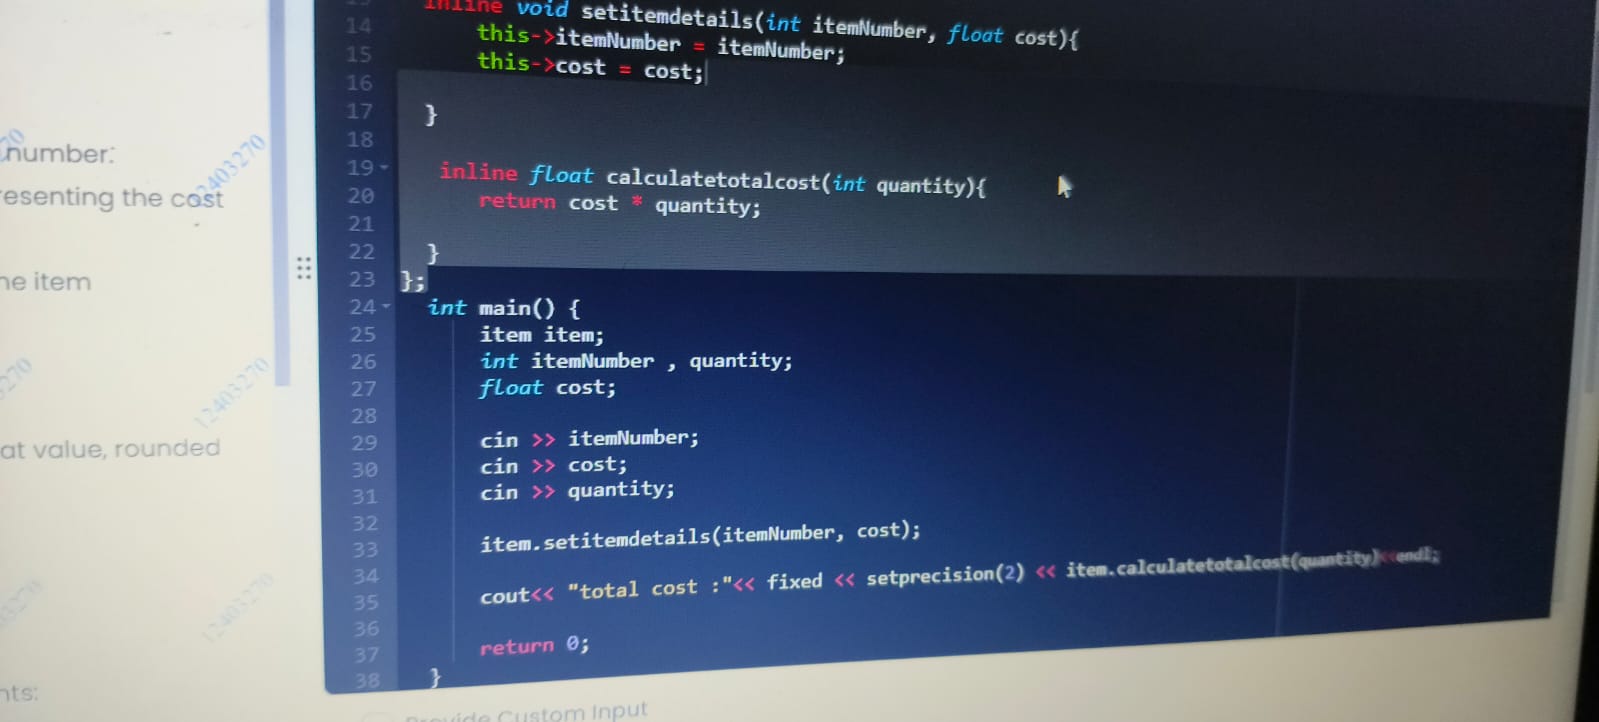 number:
esenting the cost
he item
at value, rounded
nts:
12403270
12403270
14 inline void setitemdetails(int itemNumber, float cost){
15 this->itemNumber = itemNumber;
16 this->cost = cost;
17 }
18
19 inline float calculatetotalcost(int quantity){
20 return cost * quantity;
21
22 }
23 };
24 int main() {
25 item item;
26 int itemNumber , quantity;
27 float cost;
28
29 cin >> itemNumber;
30 cin >> cost;
31 cin >> quantity;
32
33 item.setitemdetails(itemNumber, cost);
34
35 cout<< "total cost :"<< fixed << setprecision(2) << item.calculatetotalcost(quantity)<<endl;
36
37 return 0;
38 }
Provide Custom Input